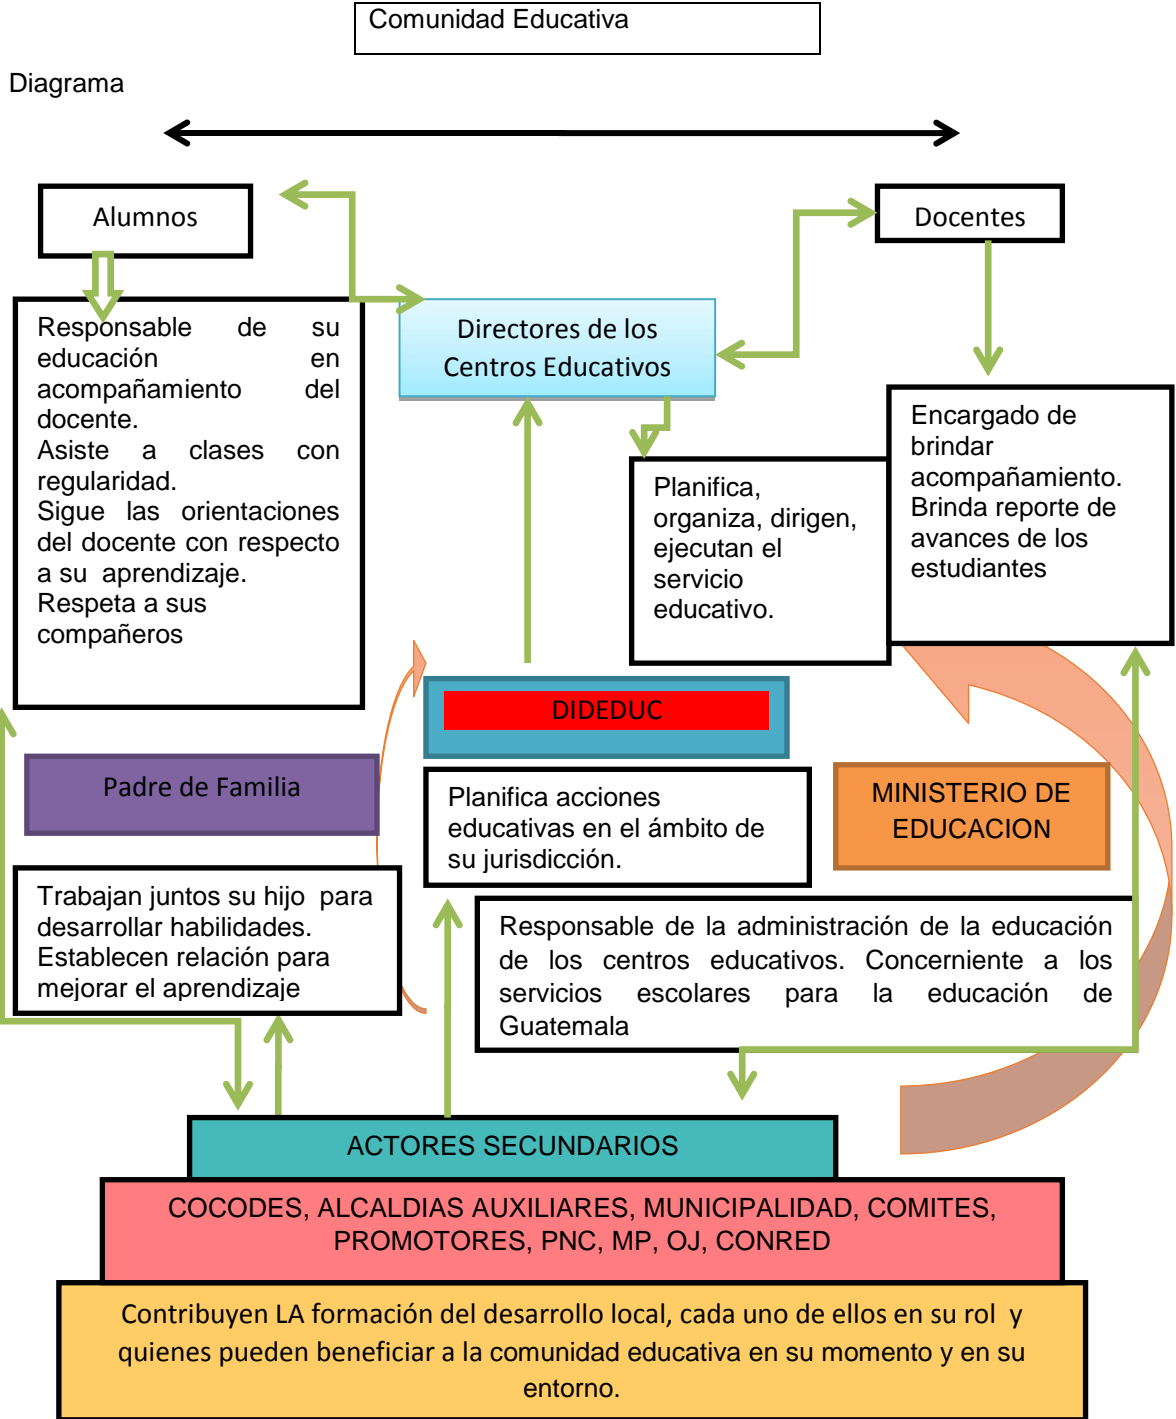 Comunidad Educativa
Diagrama
Alumnos
Docentes
Responsable de su
educación en
acompañamiento del
docente.
Asiste a clases con
regularidad.
Sigue las orientaciones
del docente con respecto
a su aprendizaje.
Respeta a sus
compañeros
Directores de los
Centros Educativos
Encargado de
brindar
acompañamiento.
Brinda reporte de
avances de los
estudiantes
Planifica,
organiza, dirigen,
ejecutan el
servicio
educativo.
DIDEDUC
Padre de Familia
Planifica acciones
educativas en el ámbito de
su jurisdicción.
MINISTERIO DE
EDUCACION
Trabajan juntos su hijo para
desarrollar habilidades.
Establecen relación para
mejorar el aprendizaje
Responsable de la administración de la educación
de los centros educativos. Concerniente a los
servicios escolares para la educación de
Guatemala
ACTORES SECUNDARIOS
COCODES, ALCALDIAS AUXILIARES, MUNICIPALIDAD, COMITES,
PROMOTORES, PNC, MP, OJ, CONRED
Contribuyen LA formación del desarrollo local, cada uno de ellos en su rol y
quienes pueden beneficiar a la comunidad educativa en su momento y en su
entorno.